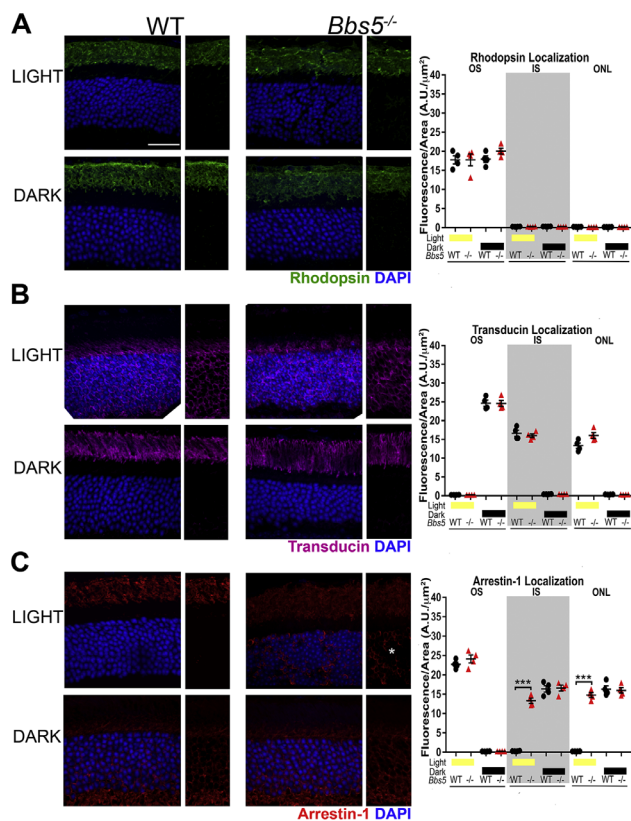 A
WT
Bbs5-/-
LIGHT
DARK
Rhodopsin DAPI
Rhodopsin Localization
OS IS ONL
Fluorescence/Area (A.U./µm²)
40
35
30
25
20
15
10
5
0
Light
Dark
Bbs5 WT -/- WT -/- WT -/- WT -/- WT -/- WT -/-
B
LIGHT
DARK
Transducin DAPI
Transducin Localization
OS IS ONL
Fluorescence/Area (A.U./µm²)
40
35
30
25
20
15
10
5
0
Light
Dark
Bbs5 WT -/- WT -/- WT -/- WT -/- WT -/- WT -/-
C
LIGHT
*
DARK
Arrestin-1 DAPI
Arrestin-1 Localization
OS IS ONL
Fluorescence/Area (A.U./µm²)
40
35
30
25
20
15
10
5
0
*** ***
Light
Dark
Bbs5 WT -/- WT -/- WT -/- WT -/- WT -/- WT -/-